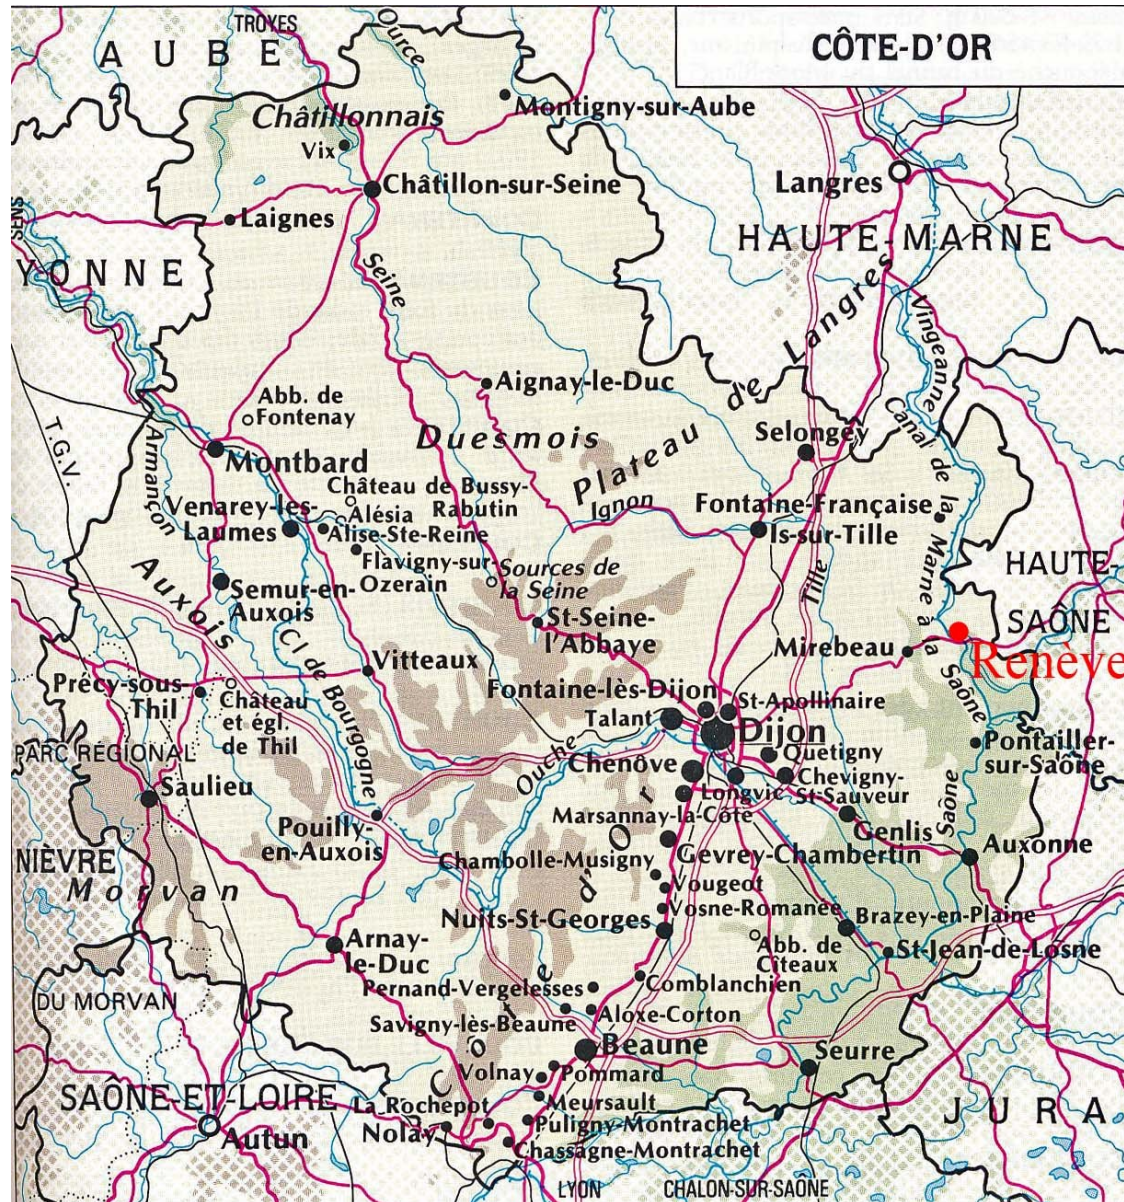 TROYES
AUBE
Ource
CÔTE-D'OR
Châtillonnais
Montigny-sur-Aube
Vix
Châtillon-sur-Seine
Langres
Laignes
SENS
HAUTE-MARNE
YONNE
Seine
Vingeanne
Plateau de Langres
Aignay-le-Duc
Abb. de
Fontenay
Canal de la Marne à la Saône
T.G.V.
Armançon
Duesmois
Selongey
Montbard
Château de Bussy-
Rabutin
Ignon
Venarey-les-
Laumes
Alésia
Alise-Ste-Reine
Fontaine-Française
Is-sur-Tille
Flavigny-sur-
Ozerain
Sources de
la Seine
Auxois
Tille
HAUTE-
SAÔNE
Semur-en-
Auxois
St-Seine-
l'Abbaye
Cl de Bourgogne
Mirebeau
Renève
Vitteaux
Précy-sous-
Thil
Château
et égl.
de Thil
Fontaine-lès-Dijon
St-Apollinaire
Talant
Dijon
PARC RÉGIONAL
Ouche
Quetigny
Pontailler-
sur-Saône
Chenôve
Chevigny-
St-Sauveur
Saulieu
Longvic
Saône
Marsannay-la-Côte
Pouilly-
en-Auxois
Genlis
Auxonne
NIÈVRE
Morvan
Chambolle-Musigny
Gevrey-Chambertin
Côte d'Or
Vougeot
Vosne-Romanée
Brazey-en-Plaine
Nuits-St-Georges
Abb. de
Cîteaux
St-Jean-de-Losne
Arnay-
le-Duc
Comblanchien
DU MORVAN
Pernand-Vergelesses
Savigny-lès-Beaune
Aloxe-Corton
Beaune
Seurre
Volnay
Pommard
SAÔNE-ET-LOIRE
La Rochepot
Meursault
JURA
Autun
Nolay
Puligny-Montrachet
Chassagne-Montrachet
LYON
CHALON-SUR-SAÔNE